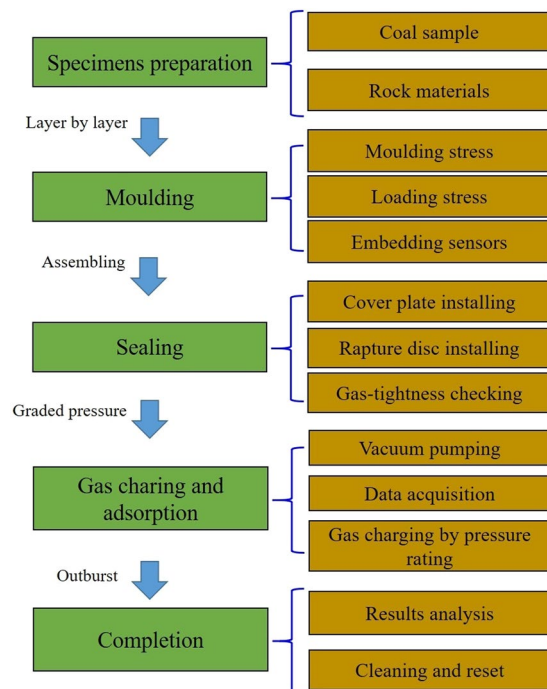 Specimens preparation
Coal sample
Rock materials
Layer by layer
Moulding
Moulding stress
Loading stress
Embedding sensors
Assembling
Sealing
Cover plate installing
Rapture disc installing
Gas-tightness checking
Graded pressure
Gas charing and
adsorption
Vacuum pumping
Data acquisition
Gas charging by pressure
rating
Outburst
Completion
Results analysis
Cleaning and reset